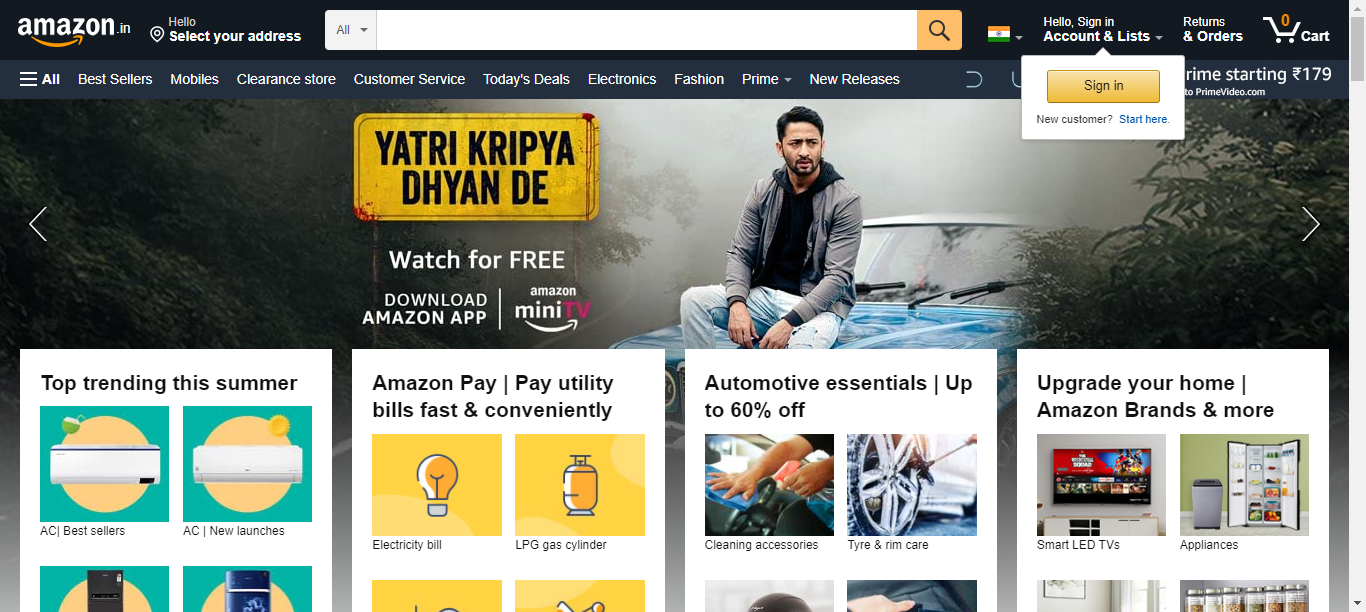 amazon.in
Hello
Select your address
All
Hello, Sign in
Account & Lists
Returns
& Orders
0
Cart
All
Best Sellers
Mobiles
Clearance store
Customer Service
Today's Deals
Electronics
Fashion
Prime
New Releases
rime starting ₹179
to PrimeVideo.com
Sign in
New customer? Start here.
YATRI KRIPYA
DHYAN DE
Watch for FREE
DOWNLOAD
AMAZON APP
amazon
miniTV
Top trending this summer
AC| Best sellers
AC | New launches
Amazon Pay | Pay utility
bills fast & conveniently
Electricity bill
LPG gas cylinder
Automotive essentials | Up
to 60% off
Cleaning accessories
Tyre & rim care
Upgrade your home |
Amazon Brands & more
Smart LED TVs
Appliances